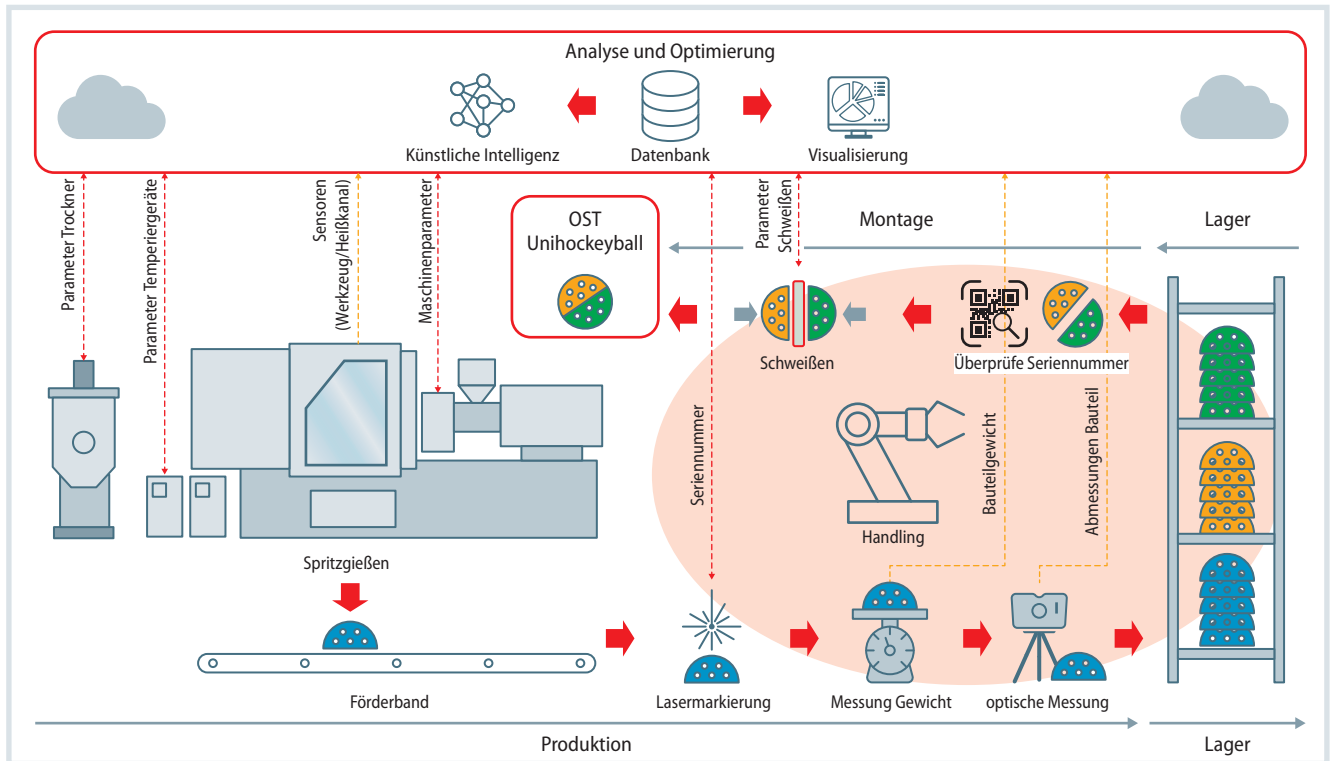 Analyse und Optimierung
Künstliche Intelligenz
Datenbank
Visualisierung
Parameter Trockner
Parameter Temperiergeräte
Sensoren
(Werkzeug/Heißkanal)
Maschinenparameter
OST
Unihockeyball
Seriennummer
Parameter
Schweißen
Montage
Lager
Schweißen
Überprüfe Seriennummer
Bauteilgewicht
Abmessungen Bauteil
Handling
Spritzgießen
Förderband
Lasermarkierung
Messung Gewicht
optische Messung
Produktion
Lager